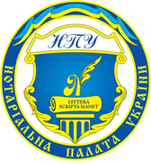 НПУ
LITTERA
SCRIPTA MANET
НОТАРІАЛЬНА ПАЛАТА УКРАЇНИ